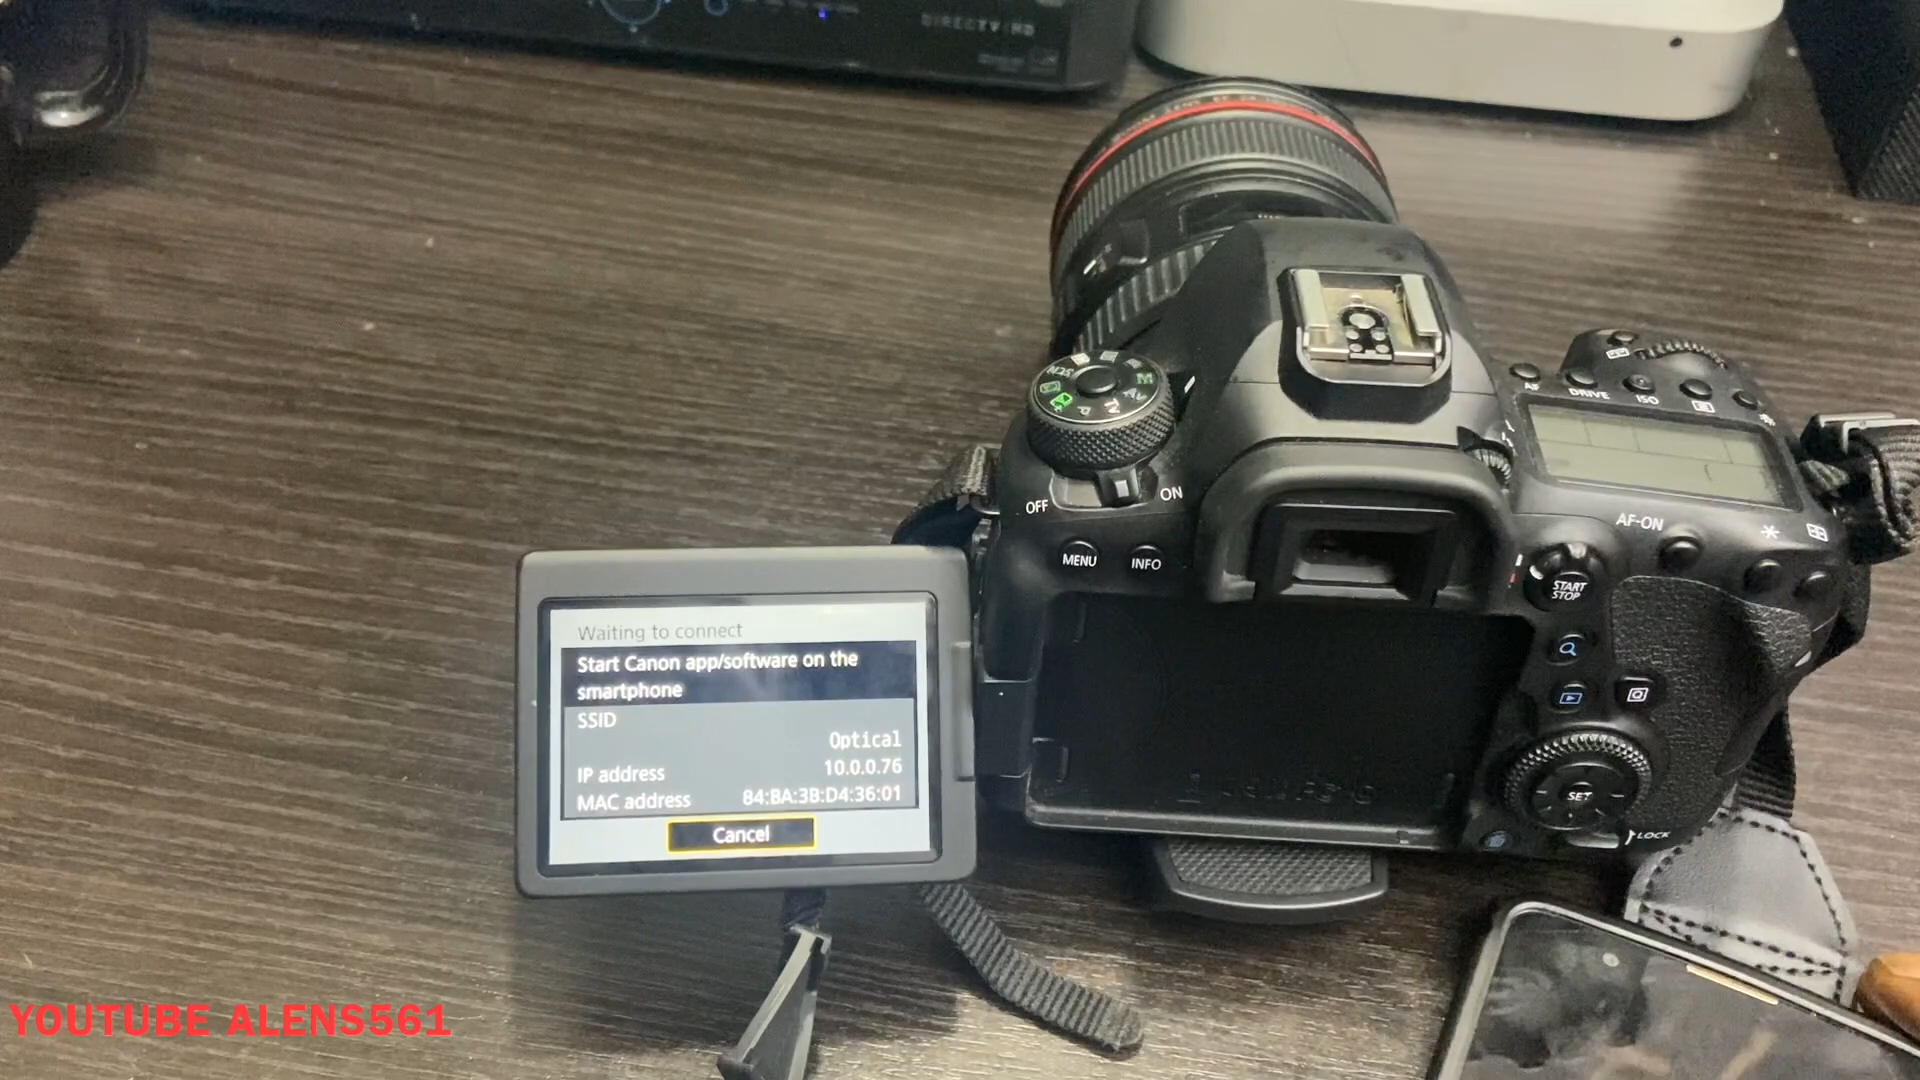 DIRECTV HD
OFF
ON
MENU
INFO
AF
DRIVE
ISO
AF-ON
START
STOP
SET
LOCK
Waiting to connect
Start Canon app/software on the
smartphone
SSID
Optical
IP address 10.0.0.76
MAC address 84:BA:3B:D4:36:01
Cancel
YOUTUBE ALENS561